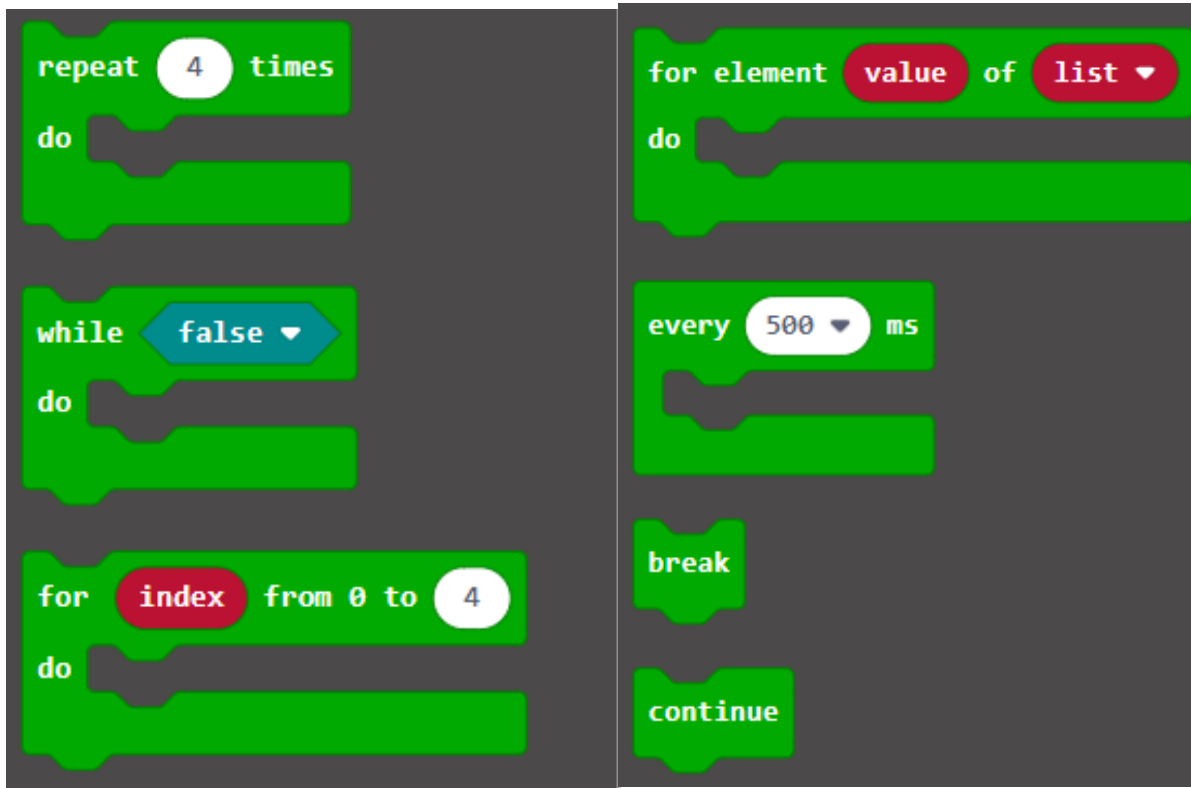 repeat 4 times
do
while false
do
for index from 0 to 4
do
for element value of list
do
every 500 ms
break
continue